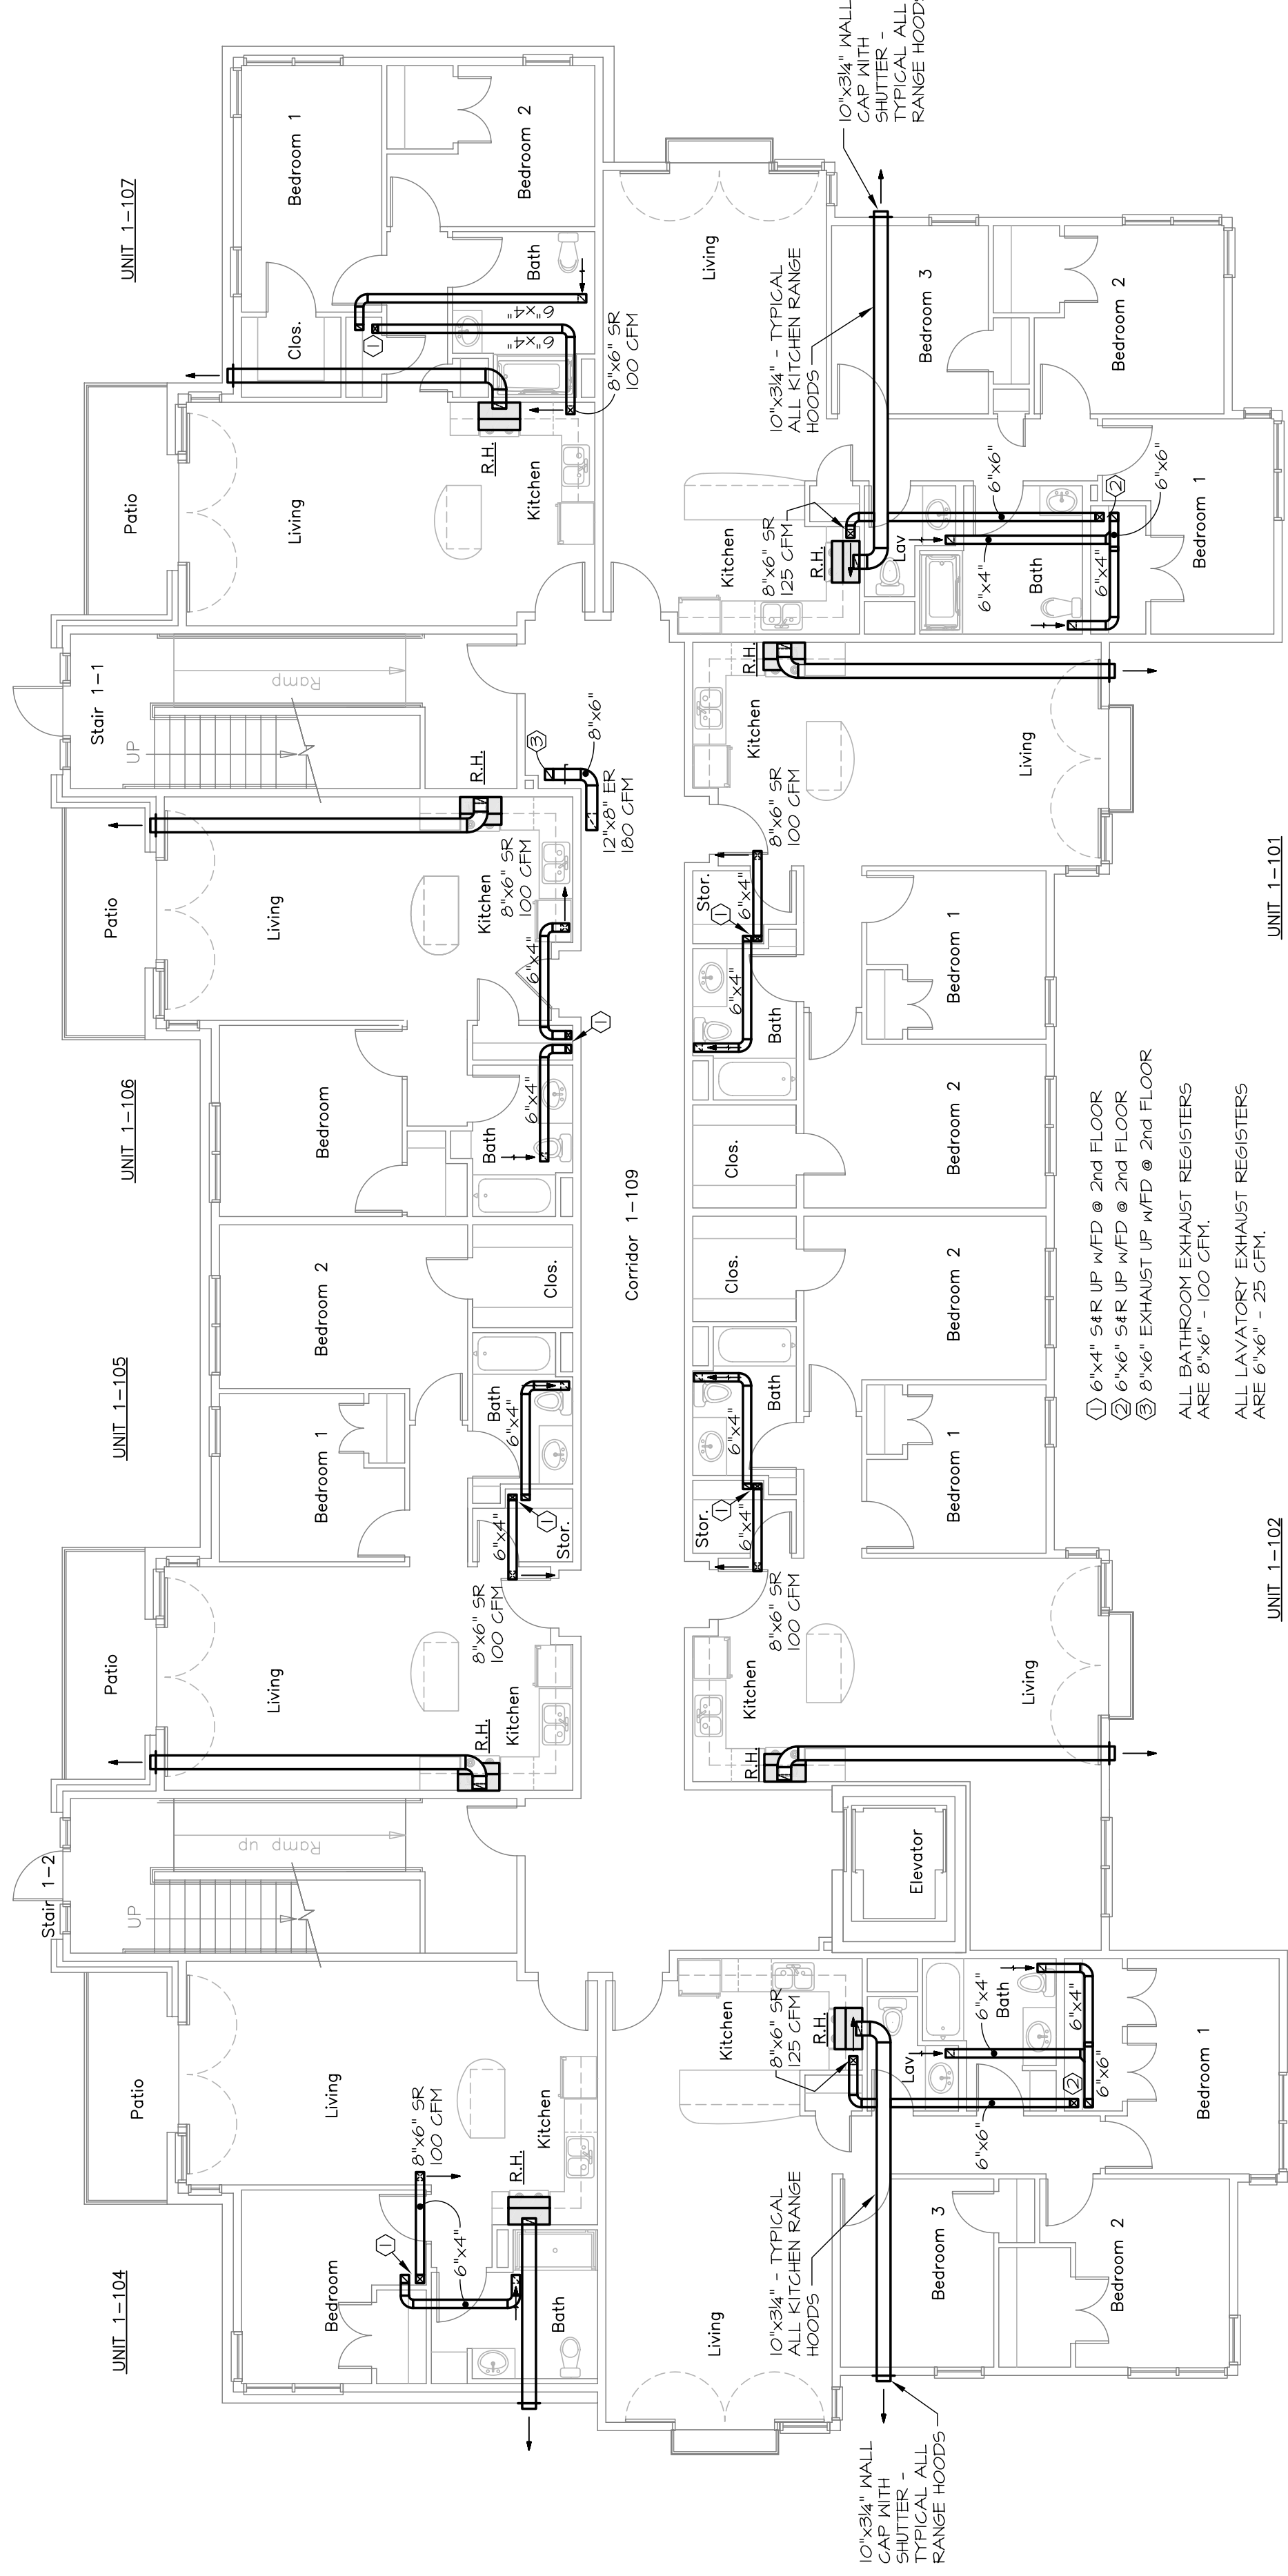 UNIT 1-104
UNIT 1-105
UNIT 1-106
UNIT 1-107
Stair 1-2
UP
Ramp up
Stair 1-1
UP
Ramp
Patio
Living
Kitchen
R.H.
8"x6" SR
100 CFM
6"x4"
1
Bedroom
Bath
Patio
Living
Kitchen
R.H.
8"x6" SR
100 CFM
6"x4"
1
Stor.
Bath
6"x4"
Bedroom 1
Bedroom 2
Clos.
Patio
Living
Kitchen
R.H.
8"x6" SR
100 CFM
6"x4"
1
6"x4"
Bath
Bedroom
3
8"x6"
12"x8" ER
180 CFM
Patio
Living
Kitchen
R.H.
8"x6" SR
100 CFM
6"x4"
6"x4"
1
Clos.
Bath
Bedroom 1
Bedroom 2
Corridor 1-109
10"x3¼" WALL
CAP WITH
SHUTTER -
TYPICAL ALL
RANGE HOODS
10"x3¼" - TYPICAL
ALL KITCHEN RANGE
HOODS
Living
Kitchen
R.H.
8"x6" SR
125 CFM
Lav
6"x4"
Bath
6"x4"
2
6"x6"
6"x6"
Bedroom 1
Bedroom 2
Bedroom 3
Elevator
Living
Kitchen
R.H.
8"x6" SR
100 CFM
Stor.
1
6"x4"
6"x4"
Bath
Bedroom 1
Bedroom 2
Clos.
Clos.
Bedroom 2
Bedroom 1
Bath
6"x4"
6"x4"
1
Stor.
8"x6" SR
100 CFM
Kitchen
R.H.
Living
Living
Kitchen
R.H.
8"x6" SR
125 CFM
10"x3¼" - TYPICAL
ALL KITCHEN RANGE
HOODS
10"x3¼" WALL
CAP WITH
SHUTTER -
TYPICAL ALL
RANGE HOODS
Lav
6"x4"
Bath
6"x4"
6"x6"
2
6"x6"
Bedroom 1
Bedroom 2
Bedroom 3
1 6"x4" S&R UP W/FD @ 2nd FLOOR
2 6"x6" S&R UP W/FD @ 2nd FLOOR
3 8"x6" EXHAUST UP W/FD @ 2nd FLOOR
ALL BATHROOM EXHAUST REGISTERS
ARE 8"x6" - 100 CFM.
ALL LAVATORY EXHAUST REGISTERS
ARE 6"x6" - 25 CFM.
UNIT 1-102
UNIT 1-101